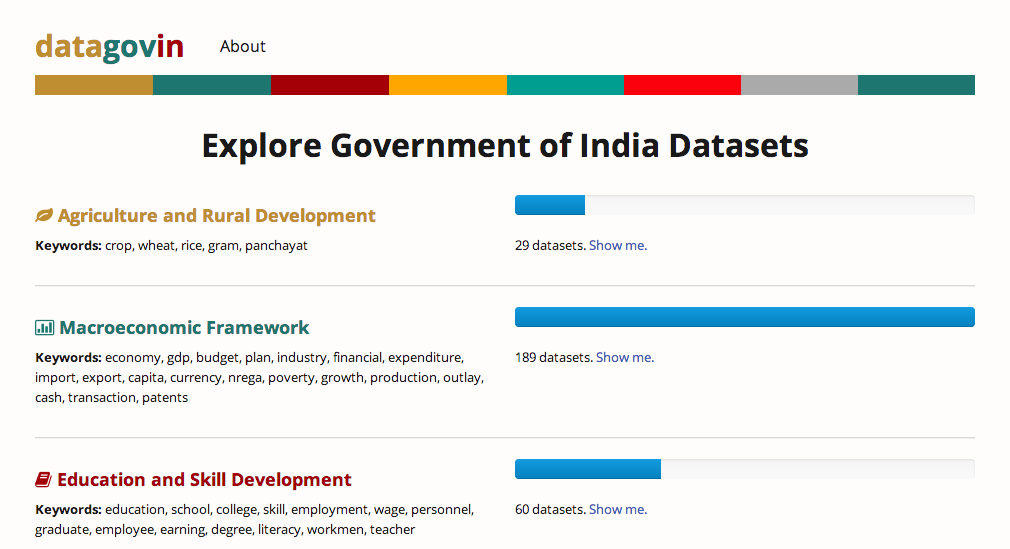 datagovin About
Explore Government of India Datasets
Agriculture and Rural Development
Keywords: crop, wheat, rice, gram, panchayat
29 datasets. Show me.
Macroeconomic Framework
Keywords: economy, gdp, budget, plan, industry, financial, expenditure,
import, export, capita, currency, nrega, poverty, growth, production, outlay,
cash, transaction, patents
189 datasets. Show me.
Education and Skill Development
Keywords: education, school, college, skill, employment, wage, personnel,
graduate, employee, earning, degree, literacy, workmen, teacher
60 datasets. Show me.